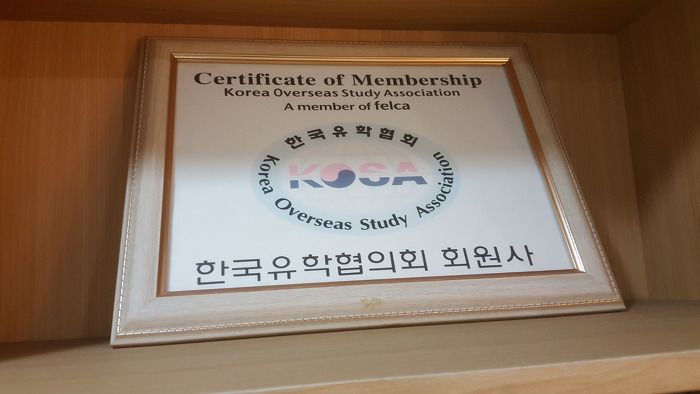 Certificate of Membership
Korea Overseas Study Association
A member of felca
한국유학협회
KOSA
Korea Overseas Study Association
한국유학협의회 회원사